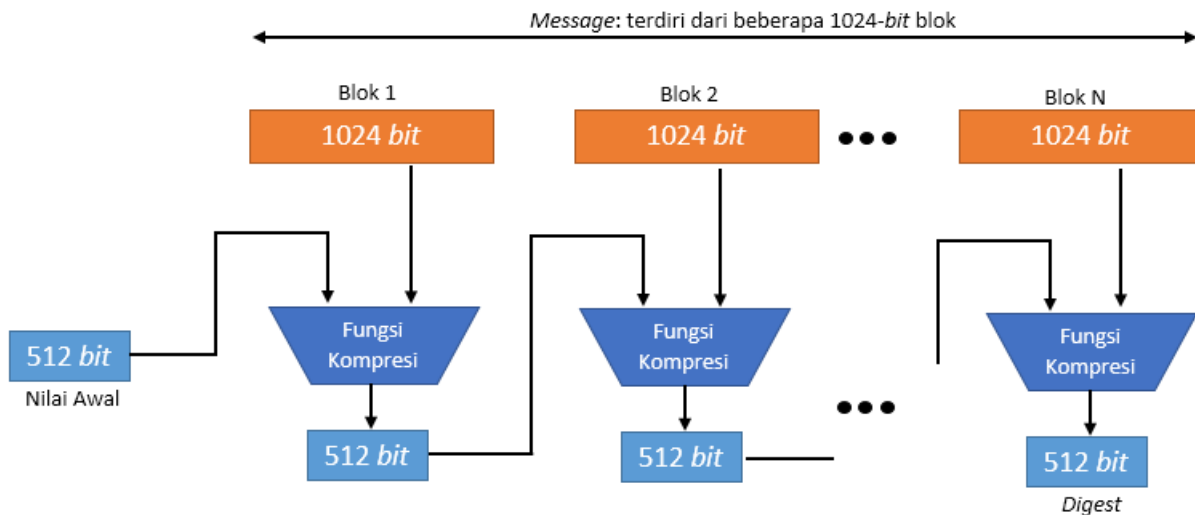 Message: terdiri dari beberapa 1024-bit blok
Blok 1
Blok 2
Blok N
1024 bit
1024 bit
1024 bit
Fungsi
Kompresi
Fungsi
Kompresi
Fungsi
Kompresi
512 bit
Nilai Awal
512 bit
512 bit
512 bit
Digest